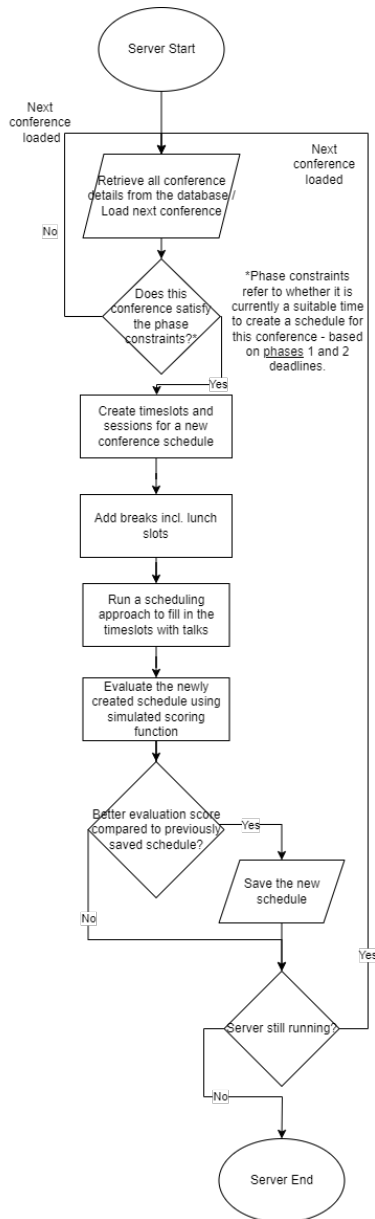 Server Start
Next
conference
loaded
Next
conference
loaded
Retrieve all conference
details from the database /
Load next conference
No
Does this
conference satisfy
the phase
constraints?*
*Phase constraints
refer to whether it is
currently a suitable time
to create a schedule for
this conference - based
on phases 1 and 2
deadlines.
Yes
Create timeslots and
sessions for a new
conference schedule
Add breaks incl. lunch
slots
Run a scheduling
approach to fill in the
timeslots with talks
Evaluate the newly
created schedule using
simulated scoring
function
Better evaluation score
compared to previously
saved schedule?
Yes
Save the new
schedule
No
Yes
Server still running?
No
Server End